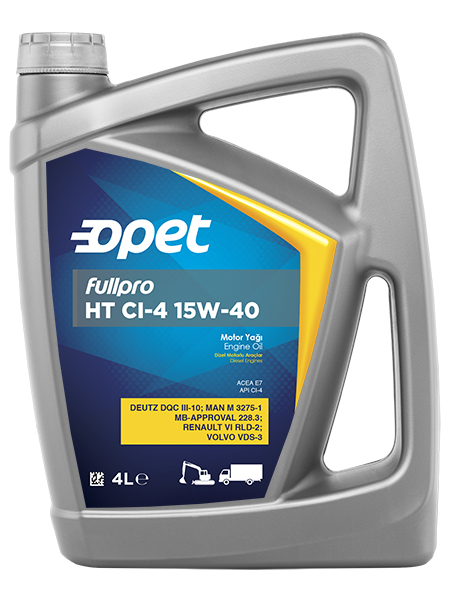 opet
fullpro
HT CI-4 15W-40
Motor Yağı
Engine Oil
Dizel Motorlu Araçlar
Diesel Engines
ACEA E7
API CI-4
DEUTZ DQC III-10; MAN M 3275-1
MB-APPROVAL 228.3;
RENAULT VI RLD-2;
VOLVO VDS-3
4L℮